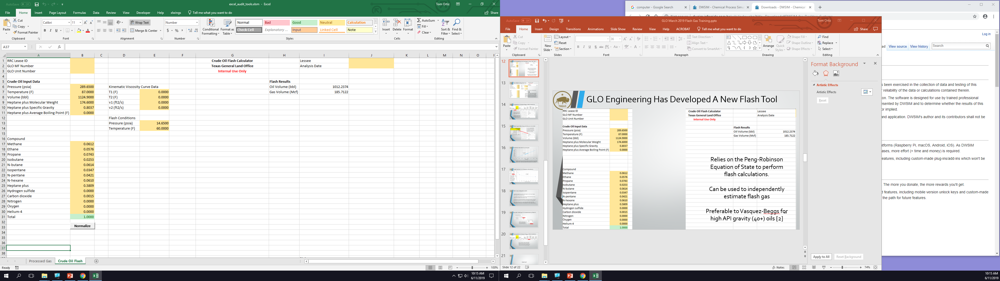 AutoSave Off
excel_audit_tools.xlsm - Excel
Tom Ortiz
File Home Insert Page Layout Formulas Data Review View Developer Help xlwings Tell me what you want to do
Share
Paste
Cut
Copy
Format Painter
Clipboard
Calibri 11
B I U
Font
Wrap Text
Merge & Center
Alignment
Number
$ % ,
Number
Conditional Formatting
Format as Table
Normal Bad Good Neutral Calculation
Check Cell Explanatory ... Input Linked Cell Note
Styles
Insert Delete Format
Cells
AutoSum
Fill
Clear
Sort & Filter
Find & Select
Editing
A37
fx
A B C D E F G H I J K L M N O
1 RRC Lease ID Crude Oil Flash Calculator Lessee
2 GLO MF Number Texas General Land Office Analysis Date
3 GLO Unit Number Internal Use Only
4
5 Crude Oil Input Data Flash Results
6 Pressure (psia) 289.6500 Kinematic Viscosity Curve Data Oil Volume (bbl) 1012.2374
7 Temperature (F) 87.0000 T1 (F) 0.0000 Gas Volume (Mcf) 185.7122
8 Volume (bbl) 1124.9000 T2 (F) 0.0000
9 Heptane plus Molecular Weight 174.6000 v1 (ft2/s) 0.0000
10 Heptane plus Specific Gravity 0.8037 v2 (ft2/s) 0.0000
11 Heptane plus Average Boiling Point (F) 0.0000
12 Flash Conditions
13 Pressure (psia) 14.6500
14 Temperature (F) 60.0000
15
16 Compound
17 Methane 0.0612
18 Ethane 0.0576
19 Propane 0.0743
20 Isobutane 0.0253
21 N-butane 0.0614
22 Isopentane 0.0347
23 N-pentane 0.0421
24 N-hexane 0.0610
25 Heptane plus 0.5809
26 Hydrogen sulfide 0.0000
27 Carbon dioxide 0.0015
28 Nitrogen 0.0000
29 Oxygen 0.0000
30 Helium-4 0.0000
31 Total 1.0000
32
33 Normalize
34
35
36
37
38
Processed Gas Crude Oil Flash
Ready
100%
10:15 AM
6/11/2019
computer - Google Search
DWSIM - Chemical Process Simu
Downloads - DWSIM - Chemical
AutoSave Off
GLO March 2019 Flash Gas Training.pptx
Tom Ortiz
File Home Insert Design Transitions Animations Slide Show Review View Help ACROBAT Tell me what you want to do
Share
Paste
Cut
Copy
Format Painter
Clipboard
New Slide
Layout
Reset
Section
Slides
36
B I U S abc AV Aa A
Font
Text Direction
Align Text
Convert to SmartArt
Paragraph
Arrange
Quick Styles
Shape Fill
Shape Outline
Shape Effects
Drawing
Find
Replace
Select
Editing
12
13
14
15
16
17
18
19
20
21
TXGLO
GLO Engineering Has Developed A New Flash Tool
RRC Lease ID Crude Oil Flash Calculator Lessee
GLO MF Number Texas General Land Office Analysis Date
GLO Unit Number Internal Use Only
Crude Oil Input Data Flash Results
Pressure (psia) 289.6500 Oil Volume (bbl) 1012.2374
Temperature (F) 87.0000 Gas Volume (Mcf) 185.7122
Volume (bbl) 1124.9000
Heptane plus Molecular Weight 174.6000
Heptane plus Specific Gravity 0.8037
Heptane plus Average Boiling Point (F) 0.0000
Compound
Methane 0.0612
Ethane 0.0576
Propane 0.0743
Isobutane 0.0253
N-butane 0.0614
Isopentane 0.0347
N-pentane 0.0421
N-hexane 0.0610
Heptane plus 0.5809
Hydrogen sulfide 0.0000
Carbon dioxide 0.0015
Nitrogen 0.0000
Oxygen 0.0000
Helium-4 0.0000
Total 1.0000
Relies on the Peng-Robinson
Equation of State to perform
flash calculations.
Can be used to independently
estimate flash gas
Preferable to Vasquez-Beggs for
high API gravity (40+) oils [2]
Format Background
Artistic Effects
Artistic Effects
Reset
Apply to All Reset Background
Slide 12 of 22
Notes
74%
Log in
ad View source View history Search
s been exercised in the collection of data and testing of this
r reliability of the data or calculations contained therein.
on. The software is designed for use by trained professional
esented by DWSIM and to determine whether the results of this
or implied.
and application. DWSIM's author and its contributors shall not be
tforms (Raspberry Pi, macOS, Android, iOS). As DWSIM
ases, more effort (= time and money) is required.
eatures, including custom-made plug-ins/add-ins which won't be
The more you donate, the more rewards you'll get.
d features, including mobile version unlock keys and custom-made
the path for future features.
10:15 AM
6/11/2019